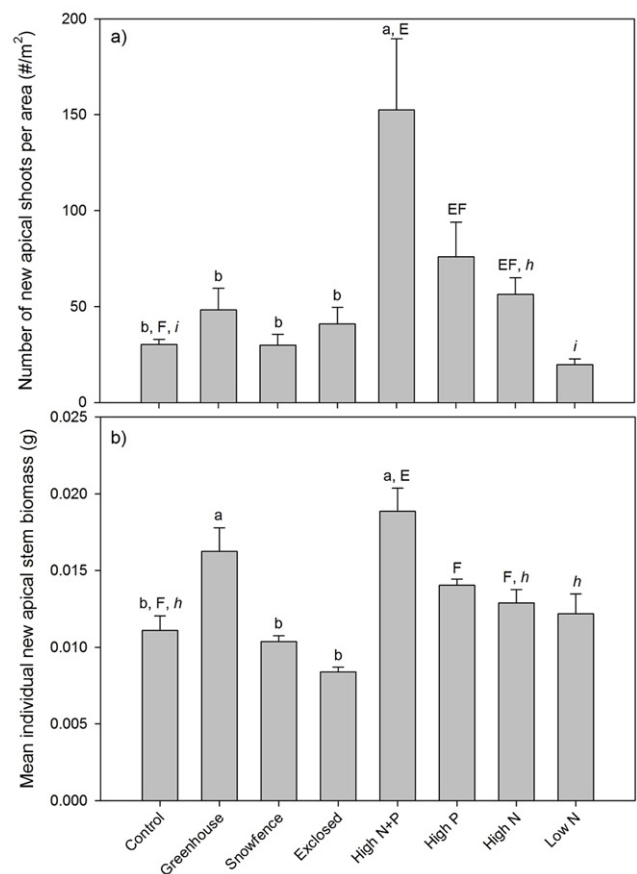 Number of new apical shoots per area (#/m²)
200
150
100
50
0
a)
b, F, i
b
b
b
a, E
EF
EF, h
i
Mean individual new apical stem biomass (g)
0.025
0.020
0.015
0.010
0.005
0.000
b)
b, F, h
a
b
b
a, E
F
F, h
h
Control
Greenhouse
Snowfence
Exclosed
High N+P
High P
High N
Low N